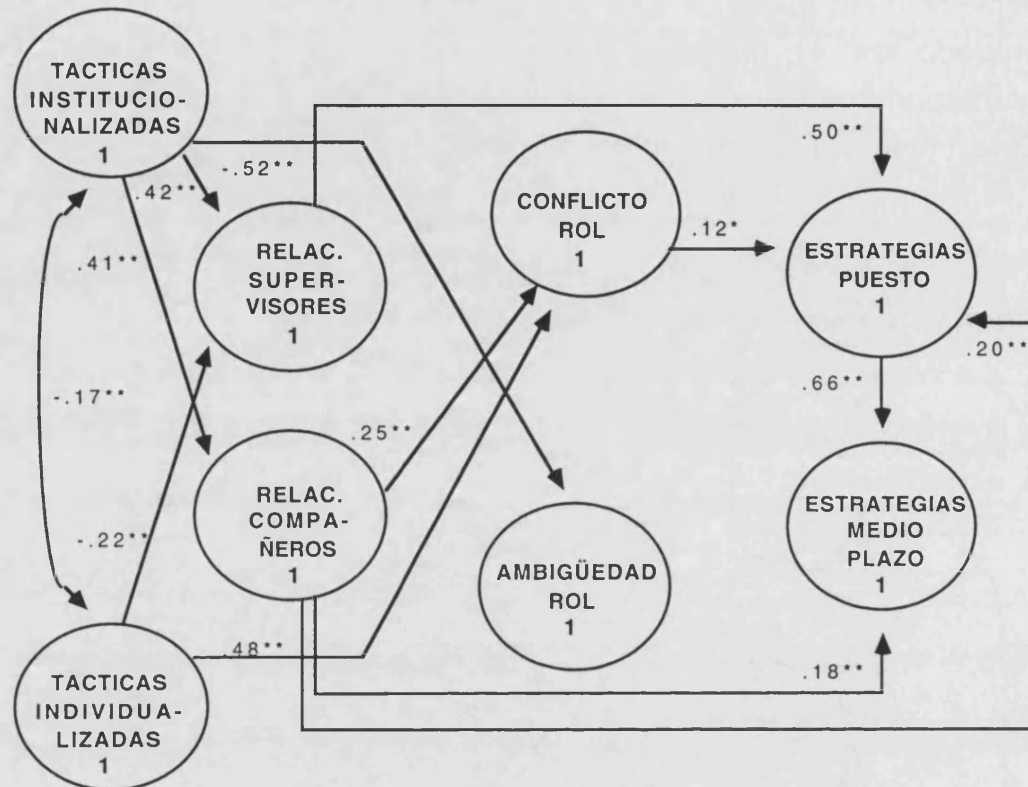 TACTICAS
INSTITUCIO-
NALIZADAS
1
.42**
-.52**
.41**
RELAC.
SUPER-
VISORES
1
-.17**
-.22**
RELAC.
COMPA-
ÑEROS
1
.25**
.48**
TACTICAS
INDIVIDUA-
LIZADAS
1
CONFLICTO
ROL
1
.12*
AMBIGÜEDAD
ROL
1
.50**
ESTRATEGIAS
PUESTO
1
.20**
.66**
ESTRATEGIAS
MEDIO
PLAZO
1
.18**